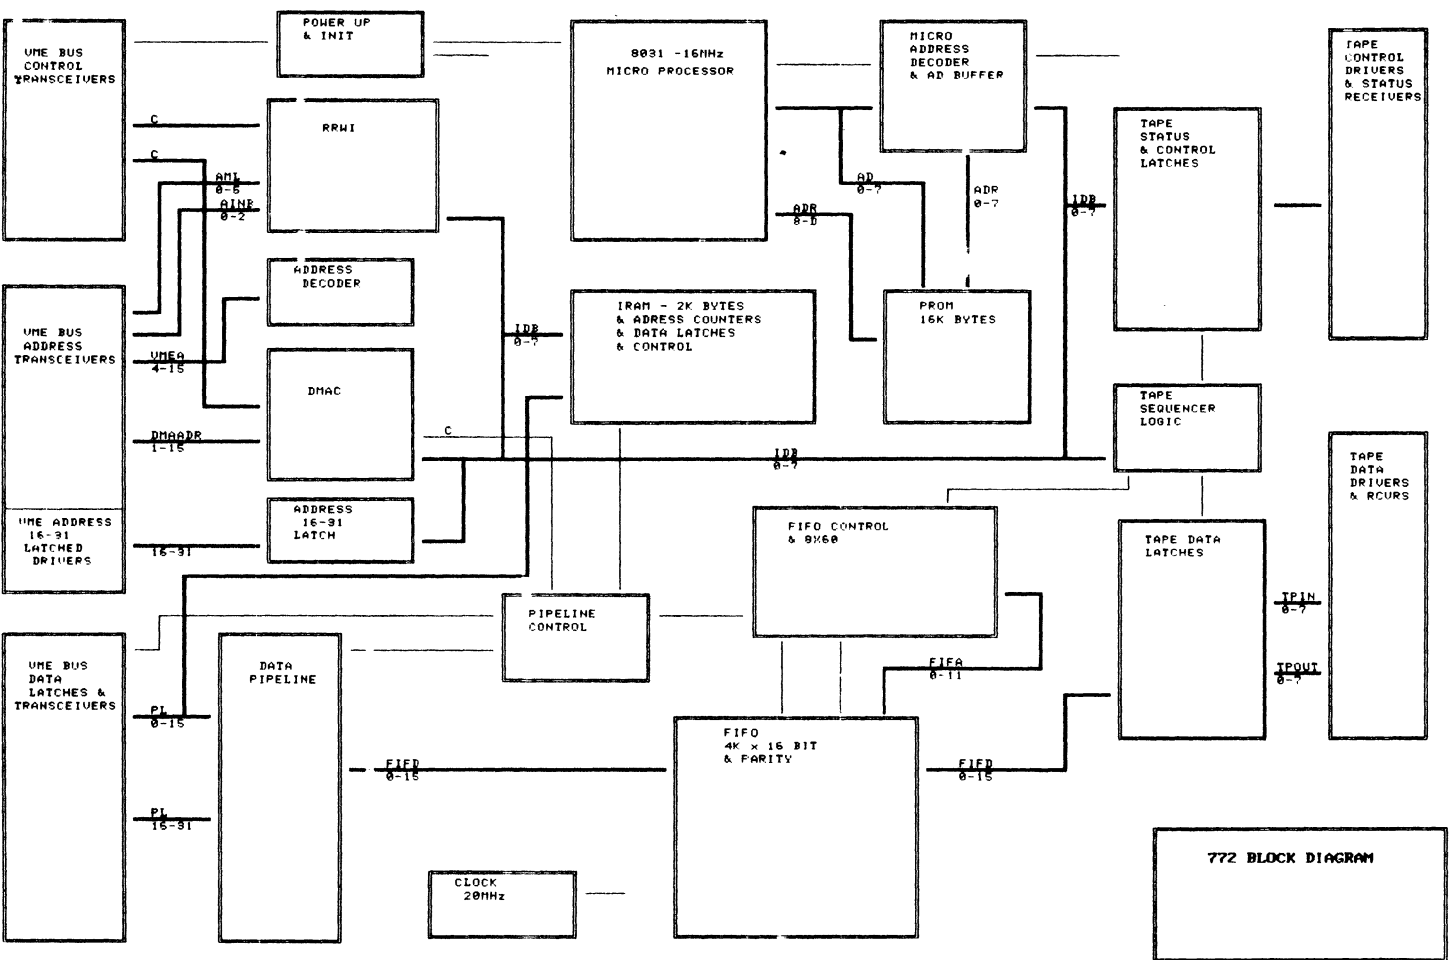 VME BUS
CONTROL
TRANSCEIVERS
POWER UP
& INIT
8031 -16MHz
MICRO PROCESSOR
MICRO
ADDRESS
DECODER
& AD BUFFER
TAPE
CONTROL
DRIVERS
& STATUS
RECEIVERS
RRWI
C
C
AML
0-5
AINB
0-2
AD
0-7
ADR
8-D
ADR
0-7
IDB
0-7
TAPE
STATUS
& CONTROL
LATCHES
ADDRESS
DECODER
VME BUS
ADDRESS
TRANSCEIVERS
VMEA
4-15
IDB
0-7
IRAM - 2K BYTES
& ADRESS COUNTERS
& DATA LATCHES
& CONTROL
PROM
16K BYTES
DMAC
DMAADR
1-15
C
IDB
0-7
TAPE
SEQUENCER
LOGIC
TAPE
DATA
DRIVERS
& RCVRS
VME ADDRESS
16-31
LATCHED
DRIVERS
16-31
ADDRESS
16-31
LATCH
FIFO CONTROL
& 8X60
TAPE DATA
LATCHES
PIPELINE
CONTROL
TPIN
0-7
TPOUT
0-7
VME BUS
DATA
LATCHES &
TRANSCEIVERS
PL
0-15
DATA
PIPELINE
FIFA
0-11
FIFO
4K x 16 BIT
& PARITY
FIFD
0-15
FIFD
0-15
PL
16-31
CLOCK
20MHz
772 BLOCK DIAGRAM